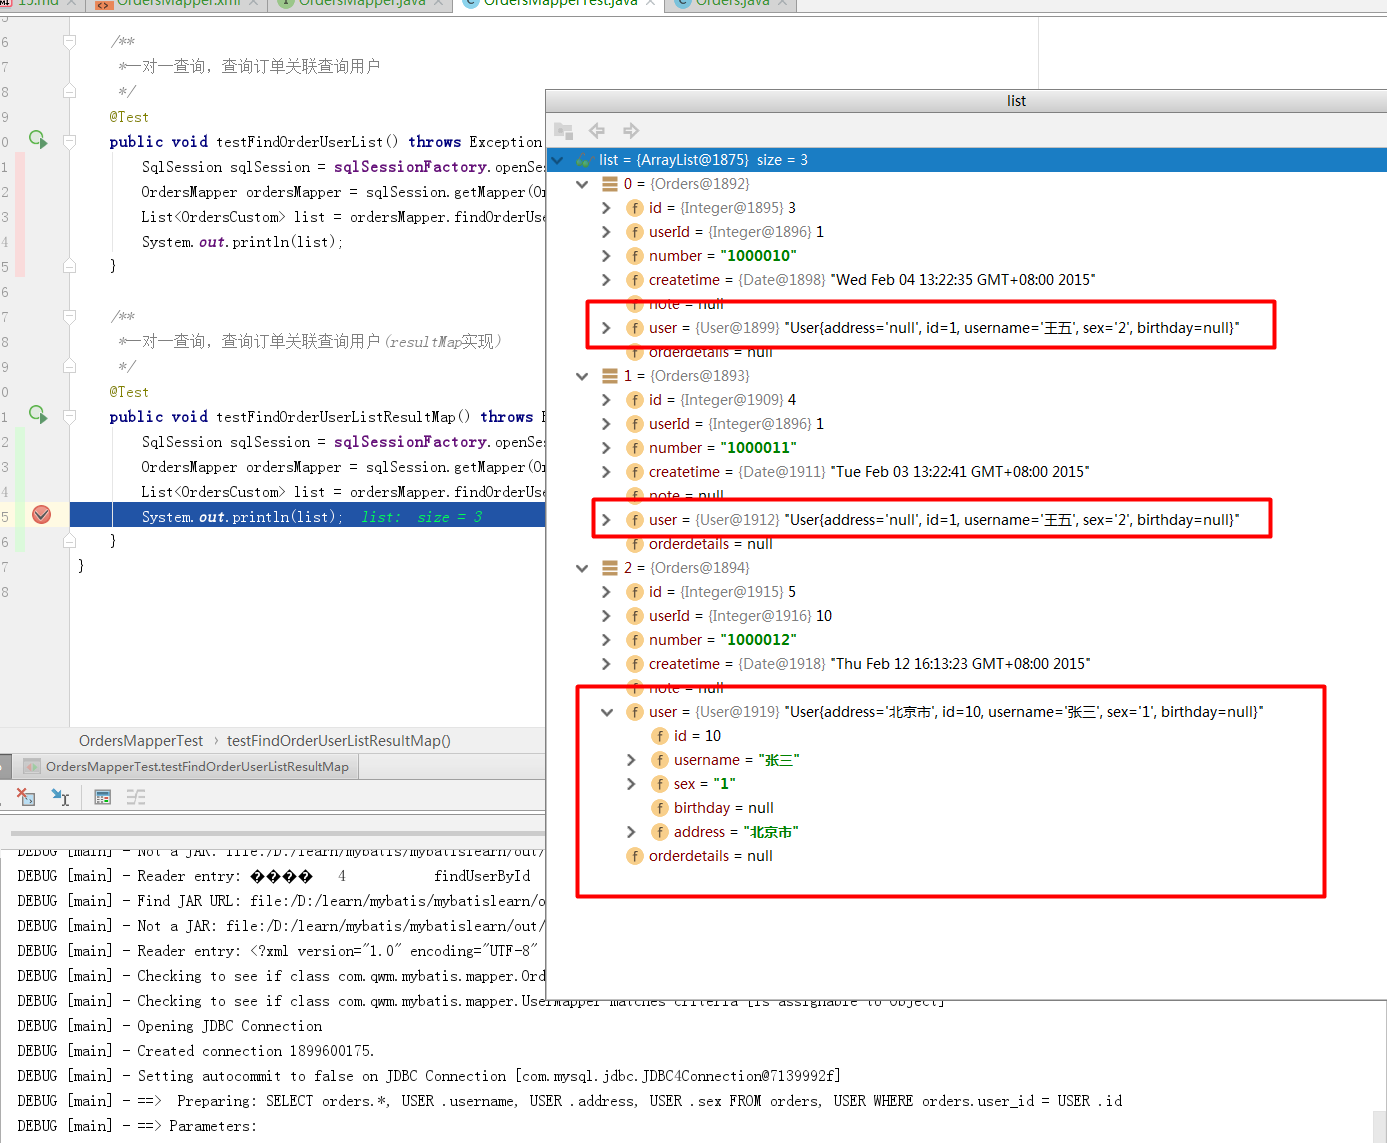 15.md
OrdersMapper.xml
OrdersMapper.java
OrdersMapperTest.java
Orders.java
6 /**
7 *一对一查询，查询订单关联查询用户
8 */
9 @Test
0 public void testFindOrderUserList() throws Exception
1 SqlSession sqlSession = sqlSessionFactory.openSe
2 OrdersMapper ordersMapper = sqlSession.getMapper(Or
3 List<OrdersCustom> list = ordersMapper.findOrderUse
4 System.out.println(list);
5 }
6
7 /**
8 *一对一查询，查询订单关联查询用户(resultMap实现)
9 */
0 @Test
1 public void testFindOrderUserListResultMap() throws E
2 SqlSession sqlSession = sqlSessionFactory.openSe
3 OrdersMapper ordersMapper = sqlSession.getMapper(Or
4 List<OrdersCustom> list = ordersMapper.findOrderUse
5 System.out.println(list); list: size = 3
6 }
7 }
8
OrdersMapperTest › testFindOrderUserListResultMap()
OrdersMapperTest.testFindOrderUserListResultMap
list
list = {ArrayList@1875} size = 3
0 = {Orders@1892}
f id = {Integer@1895} 3
f userId = {Integer@1896} 1
f number = "1000010"
f createtime = {Date@1898} "Wed Feb 04 13:22:35 GMT+08:00 2015"
f note = null
f user = {User@1899} "User{address='null', id=1, username='王五', sex='2', birthday=null}"
f orderdetails = null
1 = {Orders@1893}
f id = {Integer@1909} 4
f userId = {Integer@1896} 1
f number = "1000011"
f createtime = {Date@1911} "Tue Feb 03 13:22:41 GMT+08:00 2015"
f note = null
f user = {User@1912} "User{address='null', id=1, username='王五', sex='2', birthday=null}"
f orderdetails = null
2 = {Orders@1894}
f id = {Integer@1915} 5
f userId = {Integer@1916} 10
f number = "1000012"
f createtime = {Date@1918} "Thu Feb 12 16:13:23 GMT+08:00 2015"
f note = null
f user = {User@1919} "User{address='北京市', id=10, username='张三', sex='1', birthday=null}"
f id = 10
f username = "张三"
f sex = "1"
f birthday = null
f address = "北京市"
f orderdetails = null
DEBUG [main] - Not a JAR: file:/D:/learn/mybatis/mybatislearn/out/
DEBUG [main] - Reader entry: ���� 4 findUserById
DEBUG [main] - Find JAR URL: file:/D:/learn/mybatis/mybatislearn/o
DEBUG [main] - Not a JAR: file:/D:/learn/mybatis/mybatislearn/out/
DEBUG [main] - Reader entry: <?xml version="1.0" encoding="UTF-8"
DEBUG [main] - Checking to see if class com.qwm.mybatis.mapper.Ord
DEBUG [main] - Checking to see if class com.qwm.mybatis.mapper.UserMapper matches criteria [is assignable to Object]
DEBUG [main] - Opening JDBC Connection
DEBUG [main] - Created connection 1899600175.
DEBUG [main] - Setting autocommit to false on JDBC Connection [com.mysql.jdbc.JDBC4Connection@7139992f]
DEBUG [main] - ==>  Preparing: SELECT orders.*, USER .username, USER .address, USER .sex FROM orders, USER WHERE orders.user_id = USER .id
DEBUG [main] - ==> Parameters: